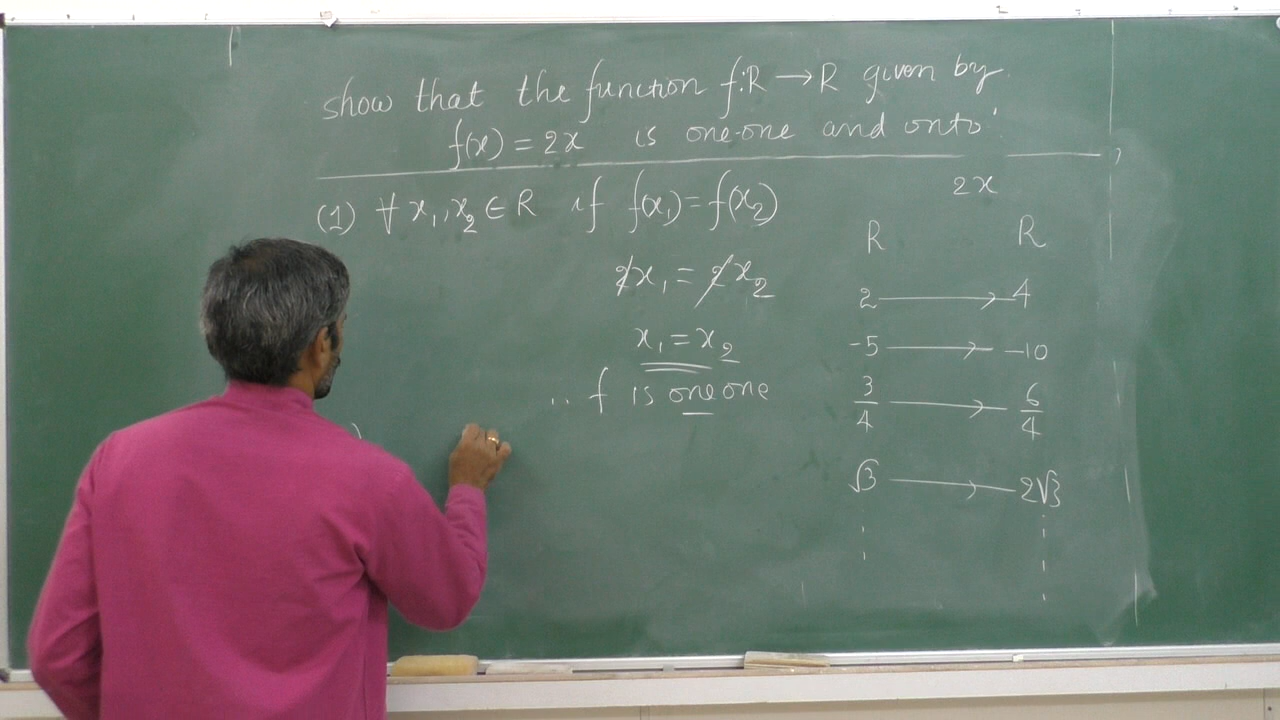 show that the function f:R → R given by
f(x) = 2x is one-one and onto'
(1) ∀ x₁, x₂ ∈ R if f(x₁) = f(x₂)
2x₁ = 2x₂
x₁ = x₂
∴ f is one one
)
2x
R R
2 → 4
-5 → -10
3/4 → 6/4
√3 → 2√3